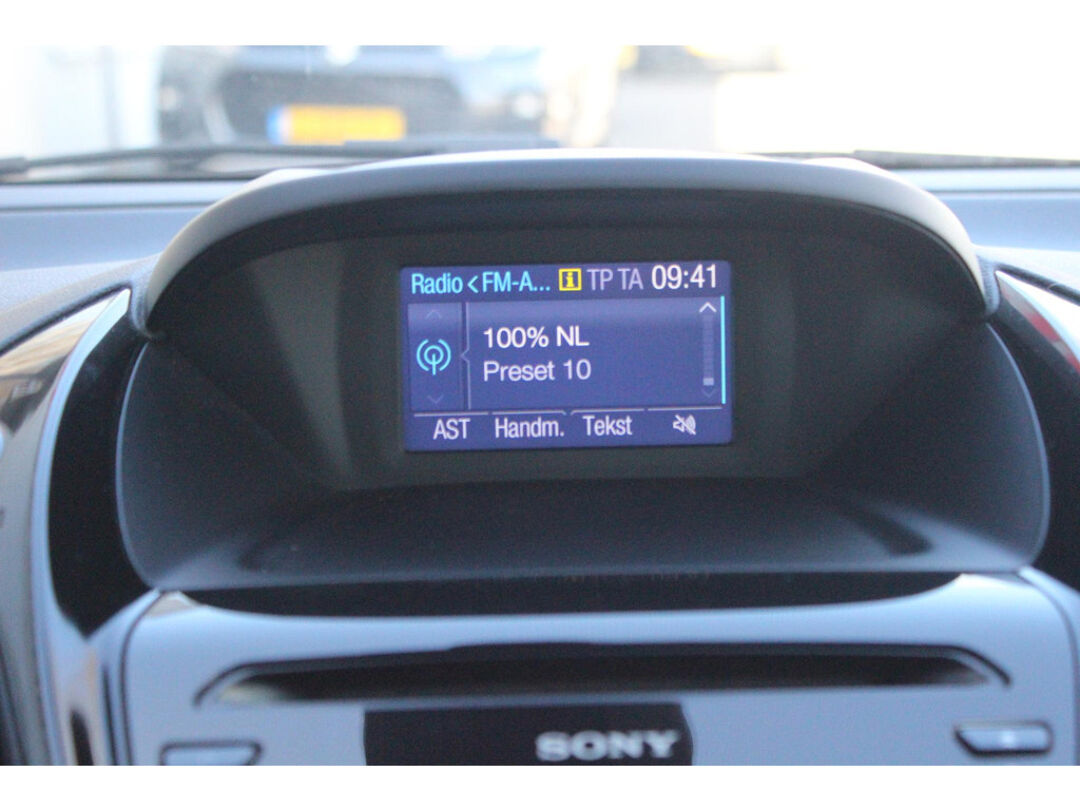 Radio < FM-A... i TP TA 09:41
100% NL
Preset 10
AST Handm. Tekst
SONY